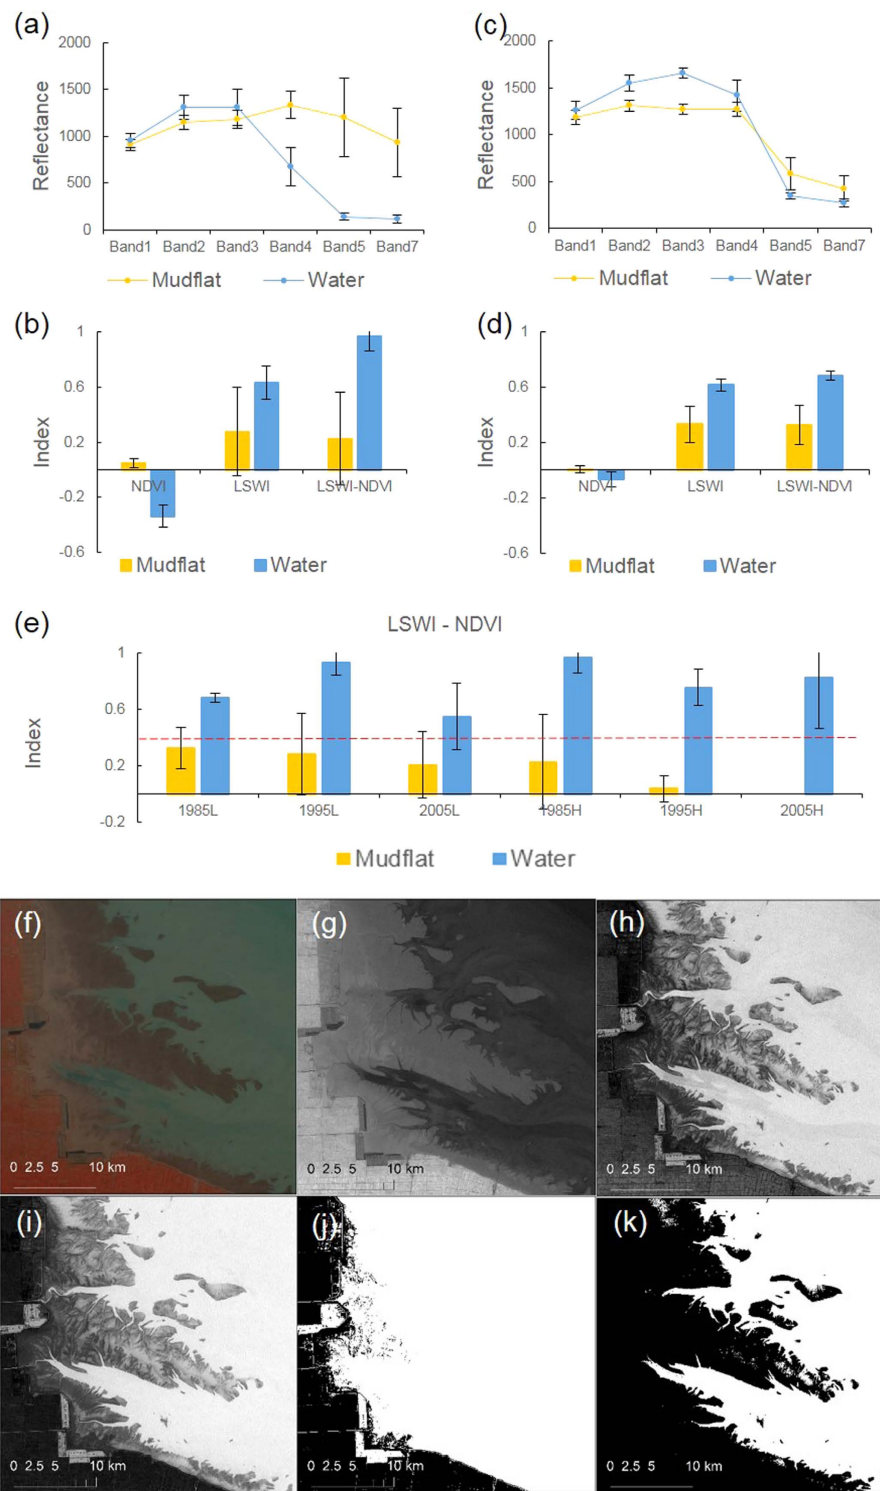 (a)
2000
1500
1000
500
0
Reflectance
Band1 Band2 Band3 Band4 Band5 Band7
Mudflat Water
(c)
2000
1500
1000
500
0
Reflectance
Band1 Band2 Band3 Band4 Band5 Band7
Mudflat Water
(b)
1
0.6
0.2
-0.2
-0.6
Index
NDVI LSWI LSWI-NDVI
Mudflat Water
(d)
1
0.6
0.2
-0.2
-0.6
Index
NDVI LSWI LSWI-NDVI
Mudflat Water
(e)
LSWI - NDVI
1
0.6
0.2
-0.2
Index
1985L 1995L 2005L 1985H 1995H 2005H
Mudflat Water
(f)
0 2.5 5 10 km
(g)
0 2.5 5 10 km
(h)
0 2.5 5 10 km
(i)
0 2.5 5 10 km
(j)
0 2.5 5 10 km
(k)
0 2.5 5 10 km